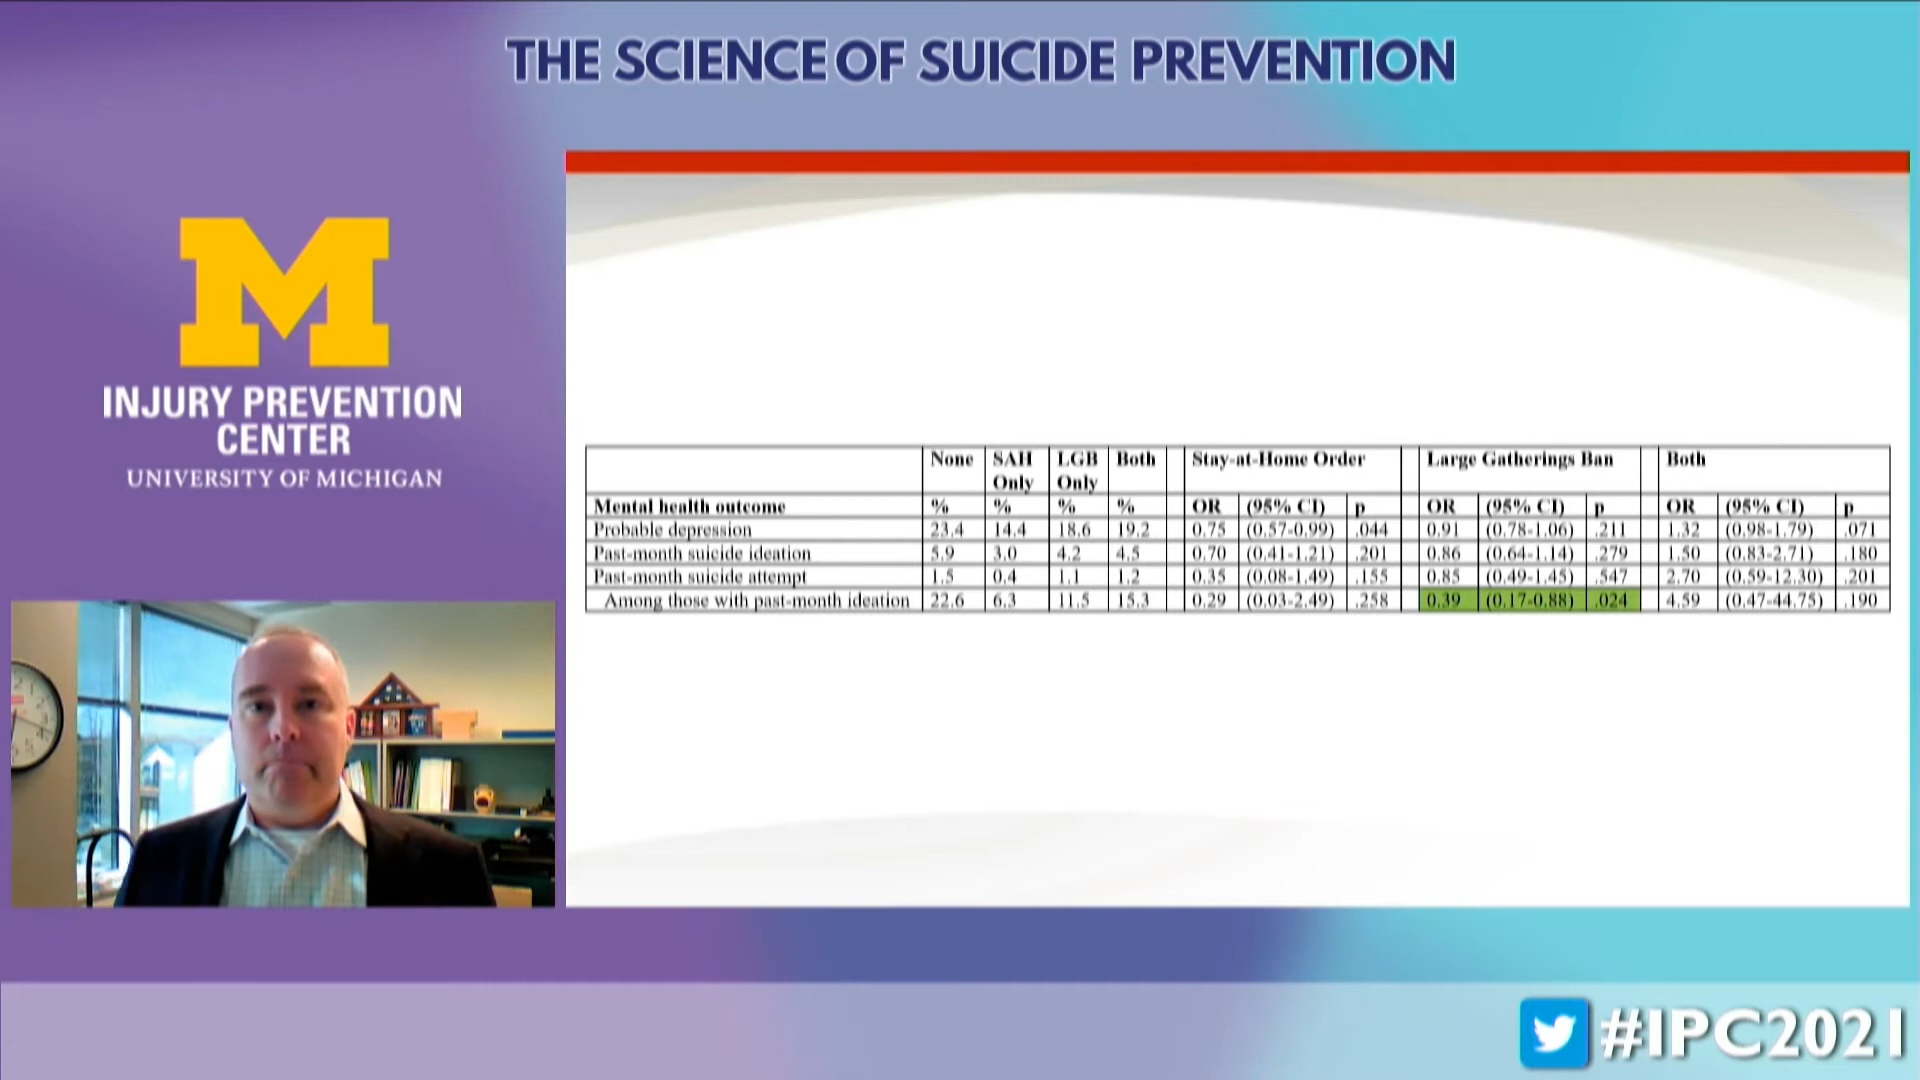 THE SCIENCE OF SUICIDE PREVENTION
M
INJURY PREVENTION
CENTER
UNIVERSITY OF MICHIGAN
None SAH Only LGB Only Both Stay-at-Home Order Large Gatherings Ban Both
Mental health outcome % % % % OR (95% CI) p OR (95% CI) p OR (95% CI) p
Probable depression 23.4 14.4 18.6 19.2 0.75 (0.57-0.99) .044 0.91 (0.78-1.06) .211 1.32 (0.98-1.79) .071
Past-month suicide ideation 5.9 3.0 4.2 4.5 0.70 (0.41-1.21) .201 0.86 (0.64-1.14) .279 1.50 (0.83-2.71) .180
Past-month suicide attempt 1.5 0.4 1.1 1.2 0.35 (0.08-1.49) .155 0.85 (0.49-1.45) .547 2.70 (0.59-12.30) .201
Among those with past-month ideation 22.6 6.3 11.5 15.3 0.29 (0.03-2.49) .258 0.39 (0.17-0.88) .024 4.59 (0.47-44.75) .190
#IPC2021